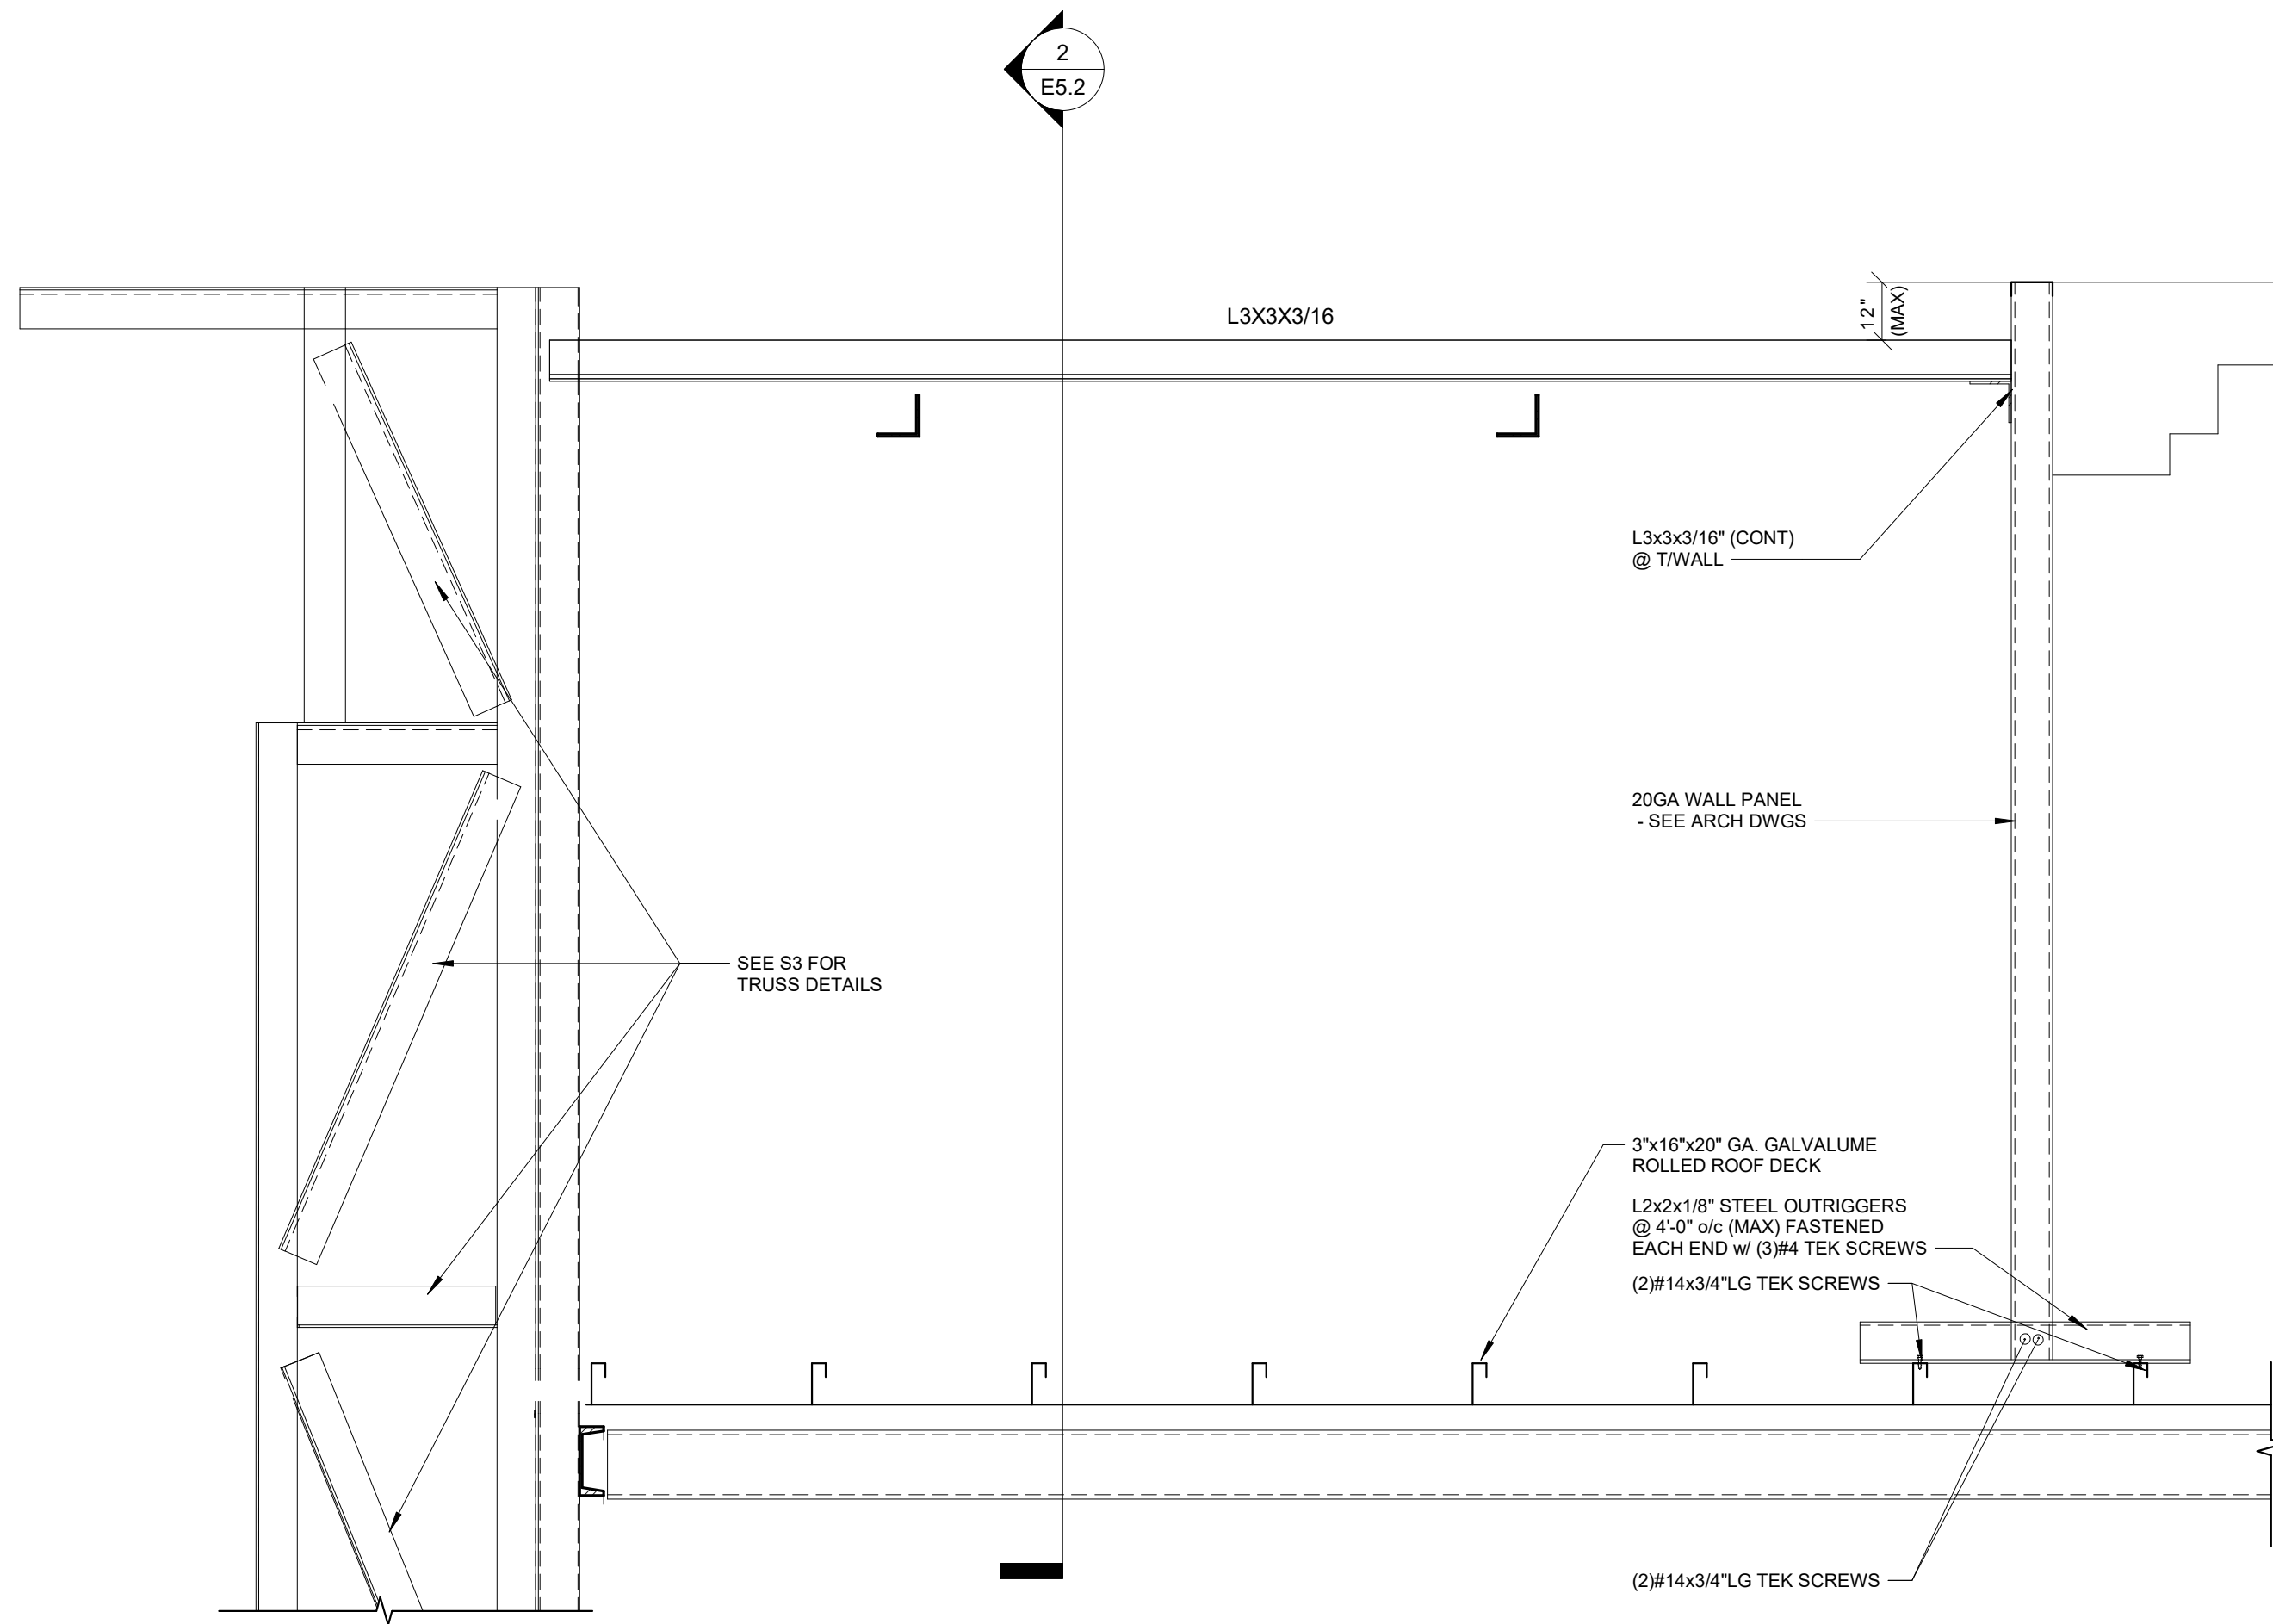 2
E5.2
L3X3X3/16
12"
(MAX)
L3x3x3/16" (CONT)
@ T/WALL
20GA WALL PANEL
- SEE ARCH DWGS
SEE S3 FOR
TRUSS DETAILS
3"x16"x20" GA. GALVALUME
ROLLED ROOF DECK
L2x2x1/8" STEEL OUTRIGGERS
@ 4'-0" o/c (MAX) FASTENED
EACH END w/ (3)#4 TEK SCREWS
(2)#14x3/4"LG TEK SCREWS
(2)#14x3/4"LG TEK SCREWS